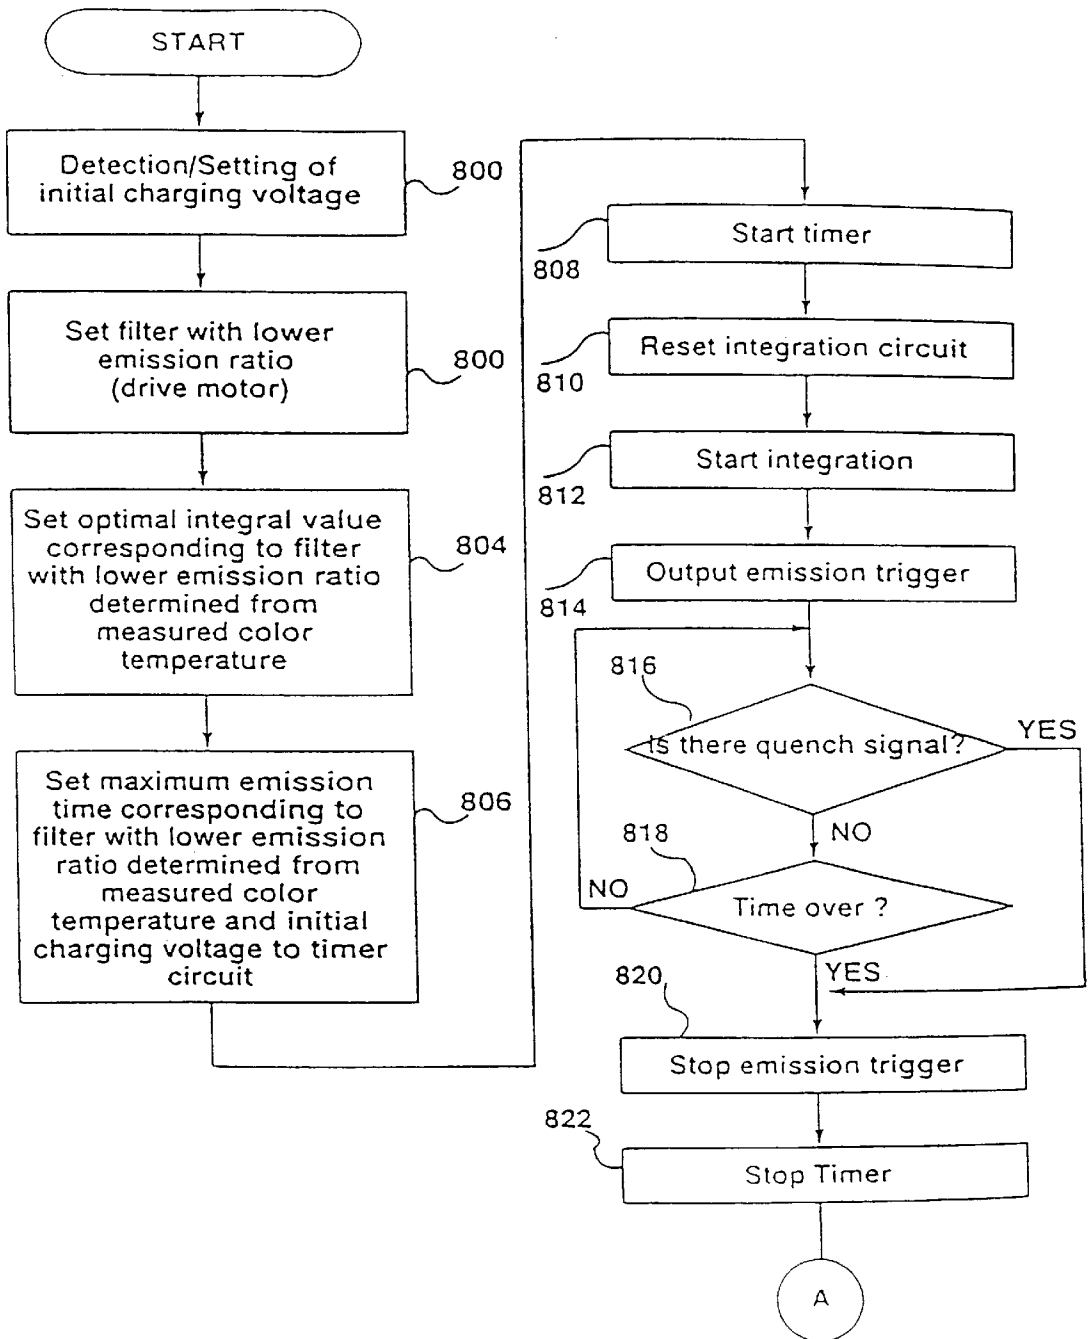 START
Detection/Setting of
initial charging voltage
800
Set filter with lower
emission ratio
(drive motor)
800
Set optimal integral value
corresponding to filter
with lower emission ratio
determined from
measured color
temperature
804
Set maximum emission
time corresponding to
filter with lower emission
ratio determined from
measured color
temperature and initial
charging voltage to timer
circuit
806
Start timer
808
Reset integration circuit
810
Start integration
812
Output emission trigger
814
816
Is there quench signal?
YES
NO
818
NO
Time over ?
YES
820
Stop emission trigger
822
Stop Timer
A